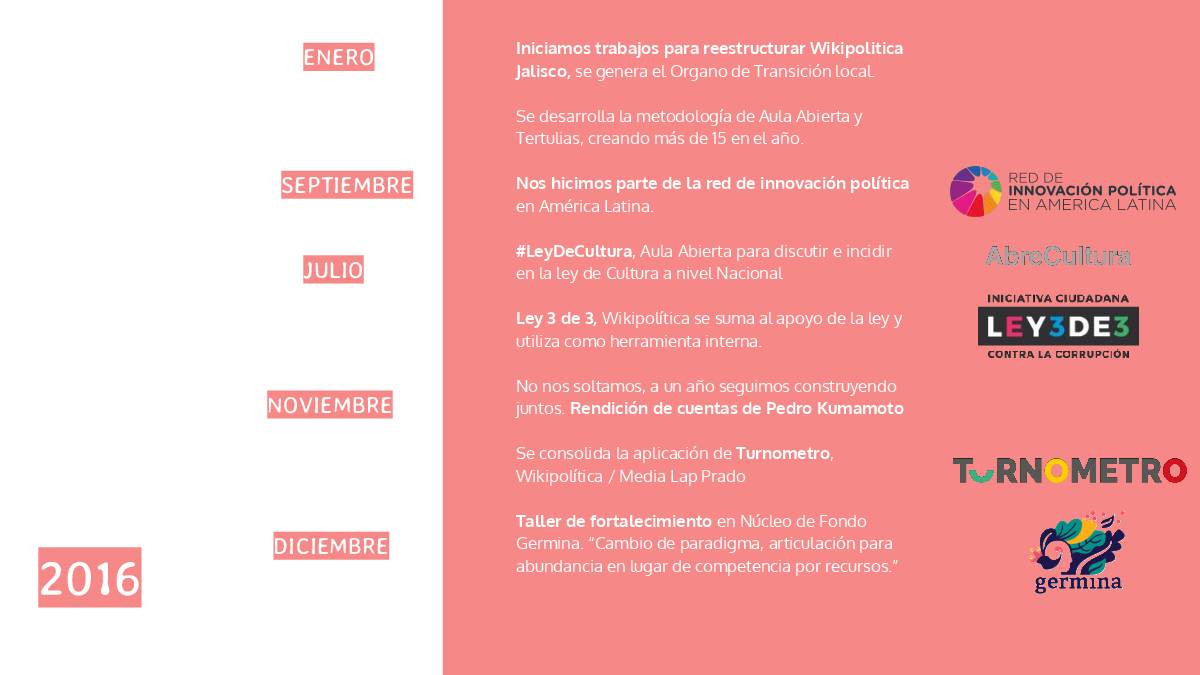 ENERO
Iniciamos trabajos para reestructurar Wikipolitica
Jalisco, se genera el Organo de Transición local.
Se desarrolla la metodología de Aula Abierta y
Tertulias, creando más de 15 en el año.
SEPTIEMBRE
Nos hicimos parte de la red de innovación política
en América Latina.
RED DE
INNOVACIÓN POLÍTICA
EN AMERICA LATINA
JULIO
#LeyDeCultura, Aula Abierta para discutir e incidir
en la ley de Cultura a nivel Nacional
AbreCultura
Ley 3 de 3, Wikipolítica se suma al apoyo de la ley y
utiliza como herramienta interna.
INICIATIVA CIUDADANA
LEY3DE3
CONTRA LA CORRUPCIÓN
NOVIEMBRE
No nos soltamos, a un año seguimos construyendo
juntos. Rendición de cuentas de Pedro Kumamoto
Se consolida la aplicación de Turnometro,
Wikipolítica / Media Lap Prado
TURNOMETRO
DICIEMBRE
Taller de fortalecimiento en Núcleo de Fondo
Germina. “Cambio de paradigma, articulación para
abundancia en lugar de competencia por recursos.”
germina
2016